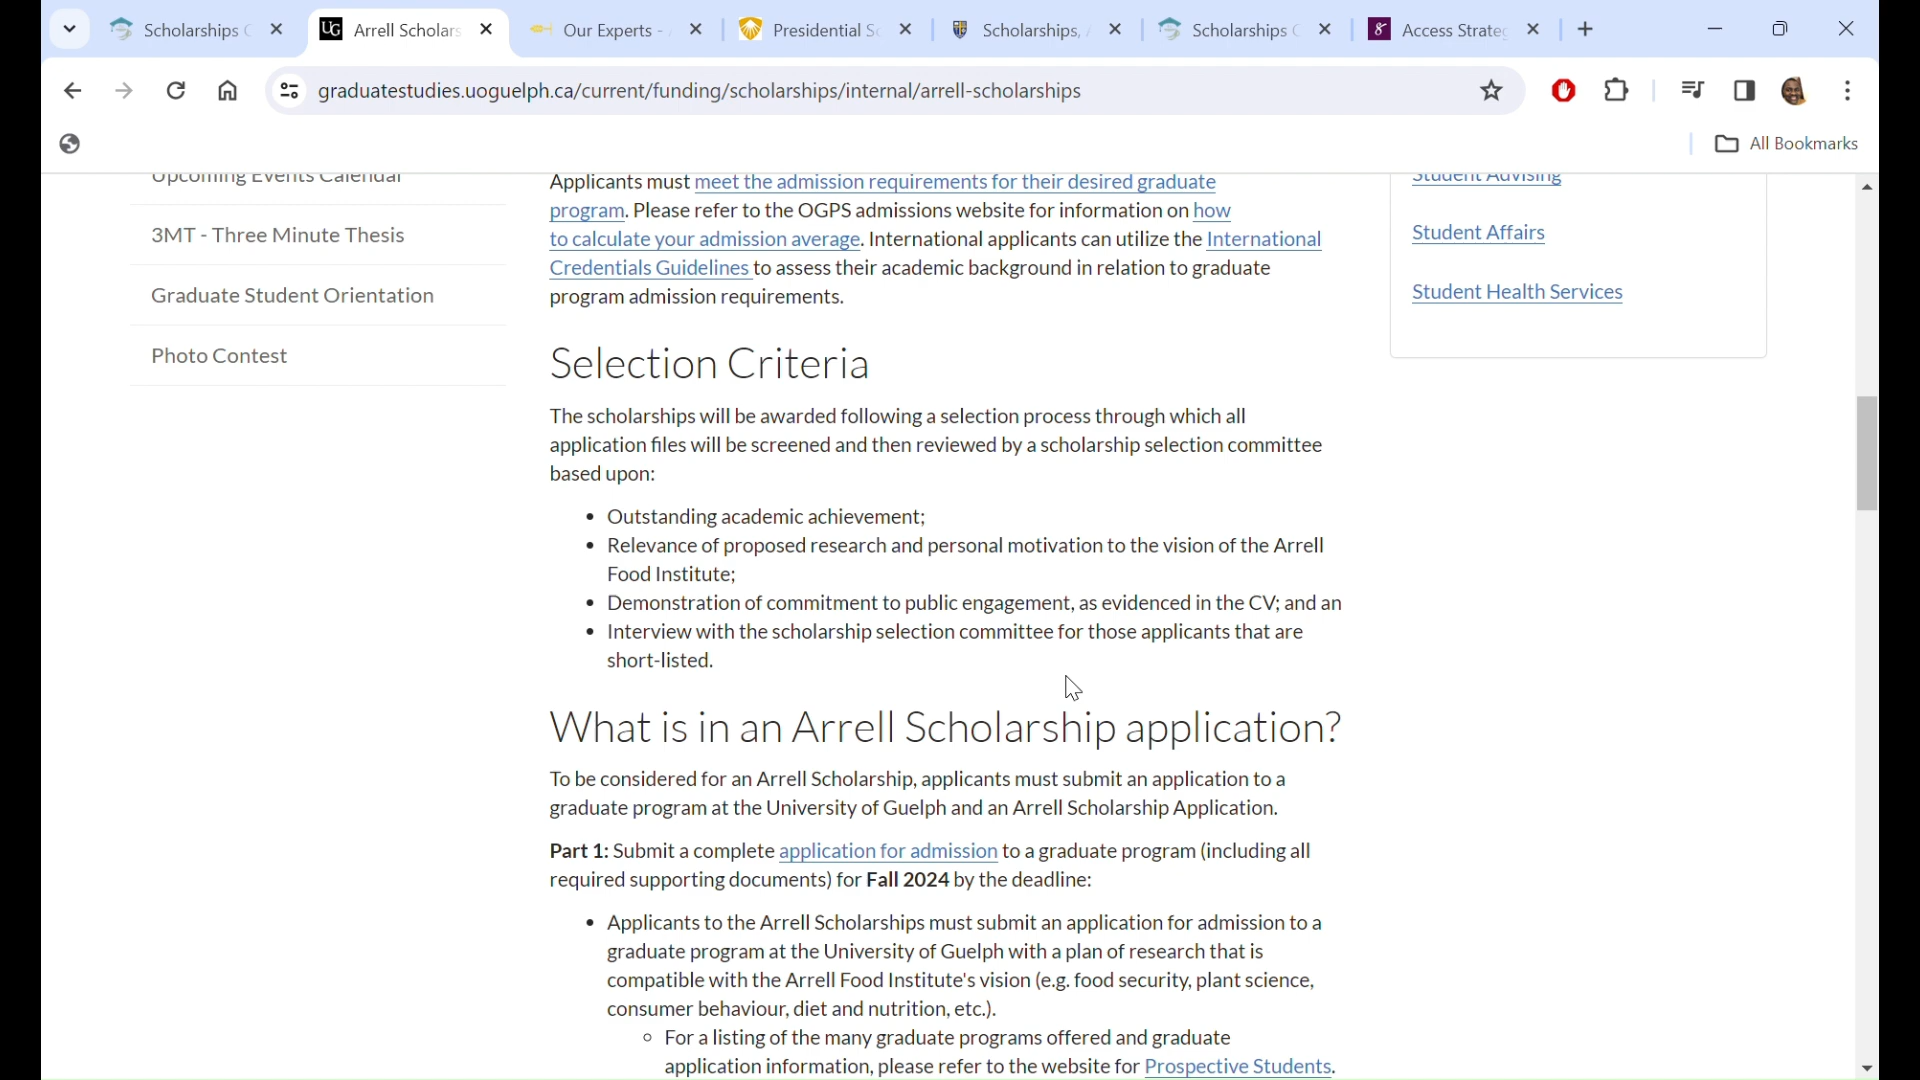 Scholarships
Arrell Scholars
Our Experts -
Presidential S
Scholarships,
Scholarships
Access Strate
graduatestudies.uoguelph.ca/current/funding/scholarships/internal/arrell-scholarships
All Bookmarks
Upcoming Events Calendar
3MT - Three Minute Thesis
Graduate Student Orientation
Photo Contest
Applicants must meet the admission requirements for their desired graduate
program. Please refer to the OGPS admissions website for information on how
to calculate your admission average. International applicants can utilize the International
Credentials Guidelines to assess their academic background in relation to graduate
program admission requirements.
Selection Criteria
The scholarships will be awarded following a selection process through which all
application files will be screened and then reviewed by a scholarship selection committee
based upon:
• Outstanding academic achievement;
• Relevance of proposed research and personal motivation to the vision of the Arrell
Food Institute;
• Demonstration of commitment to public engagement, as evidenced in the CV; and an
• Interview with the scholarship selection committee for those applicants that are
short-listed.
What is in an Arrell Scholarship application?
To be considered for an Arrell Scholarship, applicants must submit an application to a
graduate program at the University of Guelph and an Arrell Scholarship Application.
Part 1: Submit a complete application for admission to a graduate program (including all
required supporting documents) for Fall 2024 by the deadline:
• Applicants to the Arrell Scholarships must submit an application for admission to a
graduate program at the University of Guelph with a plan of research that is
compatible with the Arrell Food Institute's vision (e.g. food security, plant science,
consumer behaviour, diet and nutrition, etc.).
◦ For a listing of the many graduate programs offered and graduate
application information, please refer to the website for Prospective Students.
Student Advising
Student Affairs
Student Health Services